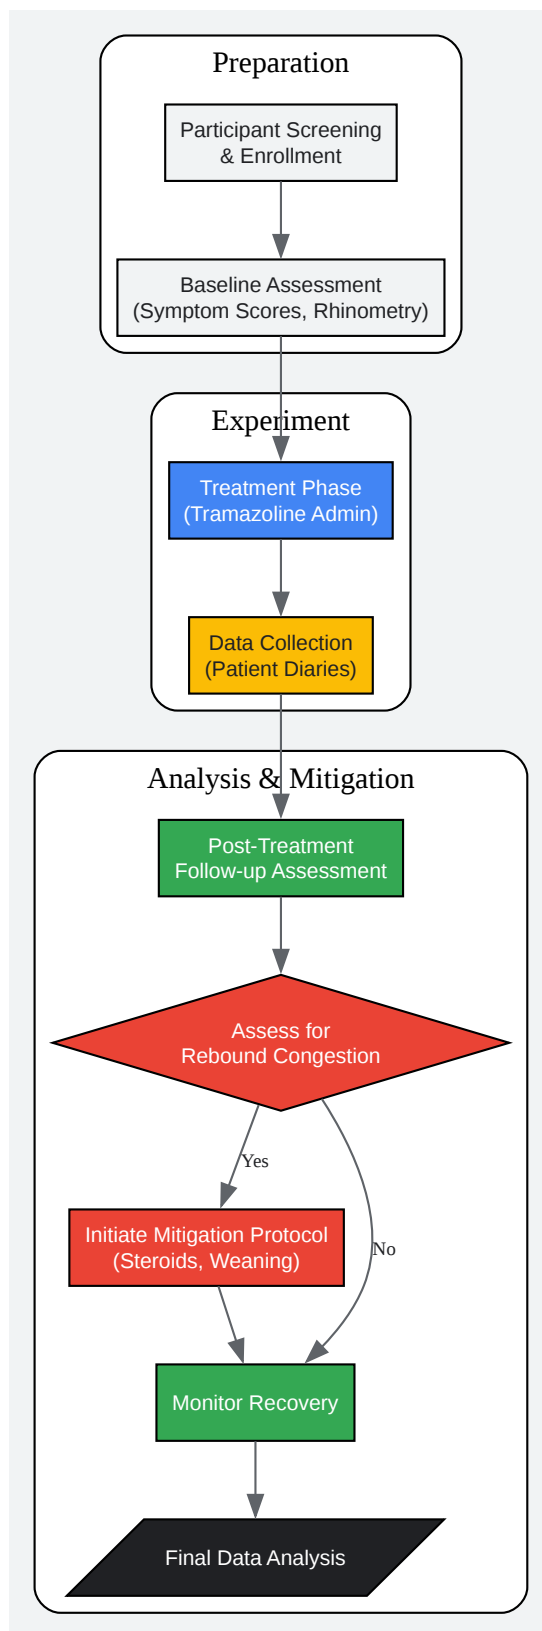 Preparation
Participant Screening
& Enrollment
Baseline Assessment
(Symptom Scores, Rhinometry)
Experiment
Treatment Phase
(Tramazoline Admin)
Data Collection
(Patient Diaries)
Analysis & Mitigation
Post-Treatment
Follow-up Assessment
Assess for
Rebound Congestion
Yes
Initiate Mitigation Protocol
(Steroids, Weaning)
No
Monitor Recovery
Final Data Analysis